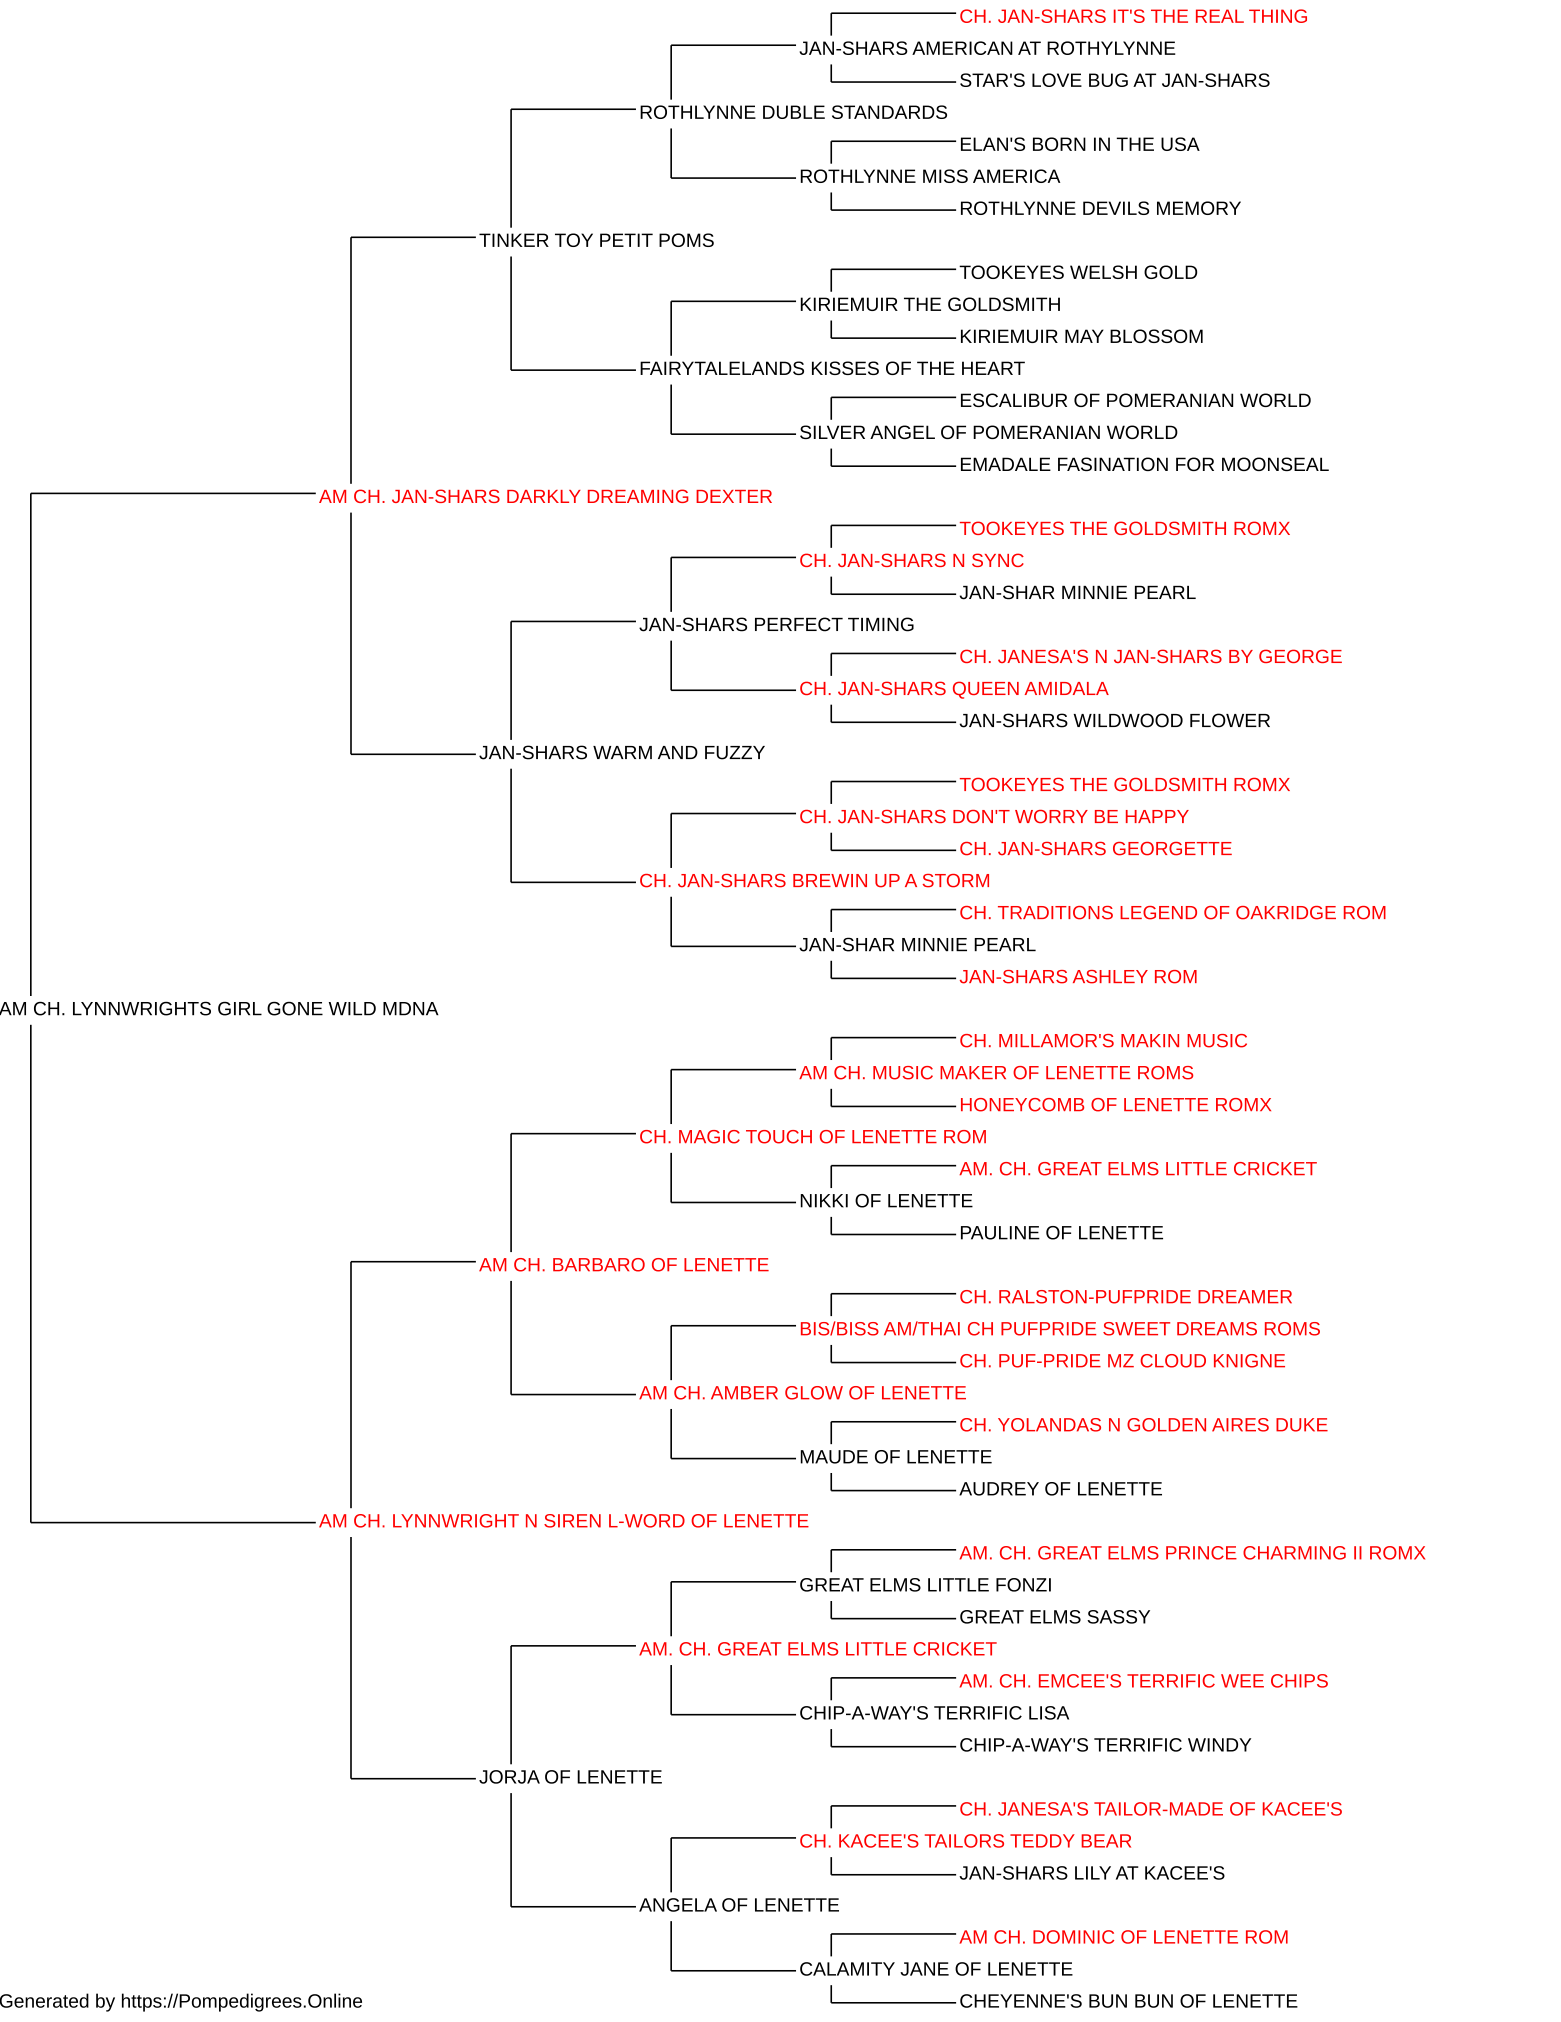 CH. JAN-SHARS IT'S THE REAL THING
JAN-SHARS AMERICAN AT ROTHYLYNNE
STAR'S LOVE BUG AT JAN-SHARS
ROTHLYNNE DUBLE STANDARDS
ELAN'S BORN IN THE USA
ROTHLYNNE MISS AMERICA
ROTHLYNNE DEVILS MEMORY
TINKER TOY PETIT POMS
TOOKEYES WELSH GOLD
KIRIEMUIR THE GOLDSMITH
KIRIEMUIR MAY BLOSSOM
FAIRYTALELANDS KISSES OF THE HEART
ESCALIBUR OF POMERANIAN WORLD
SILVER ANGEL OF POMERANIAN WORLD
EMADALE FASINATION FOR MOONSEAL
AM CH. JAN-SHARS DARKLY DREAMING DEXTER
TOOKEYES THE GOLDSMITH ROMX
CH. JAN-SHARS N SYNC
JAN-SHAR MINNIE PEARL
JAN-SHARS PERFECT TIMING
CH. JANESA'S N JAN-SHARS BY GEORGE
CH. JAN-SHARS QUEEN AMIDALA
JAN-SHARS WILDWOOD FLOWER
JAN-SHARS WARM AND FUZZY
TOOKEYES THE GOLDSMITH ROMX
CH. JAN-SHARS DON'T WORRY BE HAPPY
CH. JAN-SHARS GEORGETTE
CH. JAN-SHARS BREWIN UP A STORM
CH. TRADITIONS LEGEND OF OAKRIDGE ROM
JAN-SHAR MINNIE PEARL
JAN-SHARS ASHLEY ROM
AM CH. LYNNWRIGHTS GIRL GONE WILD MDNA
CH. MILLAMOR'S MAKIN MUSIC
AM CH. MUSIC MAKER OF LENETTE ROMS
HONEYCOMB OF LENETTE ROMX
CH. MAGIC TOUCH OF LENETTE ROM
AM. CH. GREAT ELMS LITTLE CRICKET
NIKKI OF LENETTE
PAULINE OF LENETTE
AM CH. BARBARO OF LENETTE
CH. RALSTON-PUFPRIDE DREAMER
BIS/BISS AM/THAI CH PUFPRIDE SWEET DREAMS ROMS
CH. PUF-PRIDE MZ CLOUD KNIGNE
AM CH. AMBER GLOW OF LENETTE
CH. YOLANDAS N GOLDEN AIRES DUKE
MAUDE OF LENETTE
AUDREY OF LENETTE
AM CH. LYNNWRIGHT N SIREN L-WORD OF LENETTE
AM. CH. GREAT ELMS PRINCE CHARMING II ROMX
GREAT ELMS LITTLE FONZI
GREAT ELMS SASSY
AM. CH. GREAT ELMS LITTLE CRICKET
AM. CH. EMCEE'S TERRIFIC WEE CHIPS
CHIP-A-WAY'S TERRIFIC LISA
CHIP-A-WAY'S TERRIFIC WINDY
JORJA OF LENETTE
CH. JANESA'S TAILOR-MADE OF KACEE'S
CH. KACEE'S TAILORS TEDDY BEAR
JAN-SHARS LILY AT KACEE'S
ANGELA OF LENETTE
AM CH. DOMINIC OF LENETTE ROM
CALAMITY JANE OF LENETTE
CHEYENNE'S BUN BUN OF LENETTE
Generated by https://Pompedigrees.Online